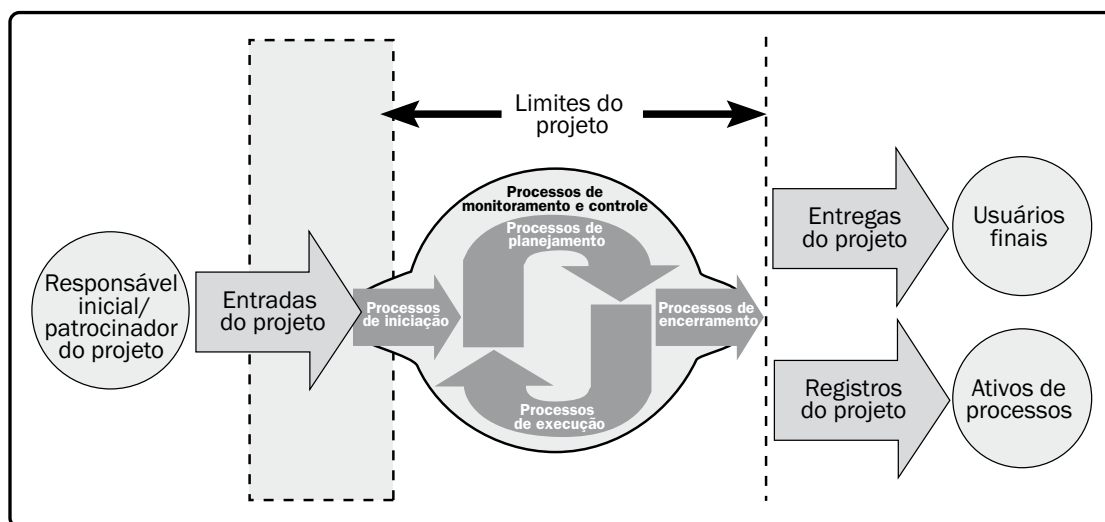 Limites do
projeto
Processos de
monitoramento e controle
Processos de
planejamento
Responsável
inicial/
patrocinador
do projeto
Entradas
do projeto
Processos
de iniciação
Processos de
encerramento
Processos
de execução
Entregas
do projeto
Usuários
finais
Registros
do projeto
Ativos de
processos